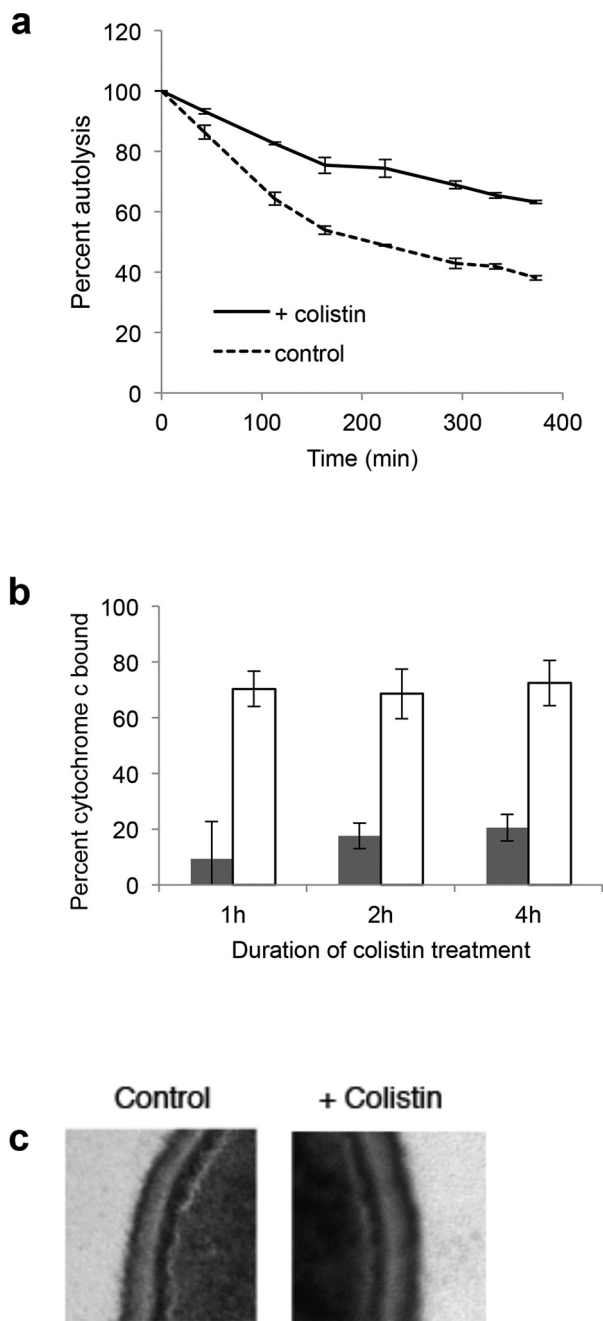 a
120
100
80
60
40
20
0
Percent autolysis
+ colistin
control
0 100 200 300 400
Time (min)
b
100
80
60
40
20
0
Percent cytochrome c bound
1h 2h 4h
Duration of colistin treatment
Control + Colistin
c